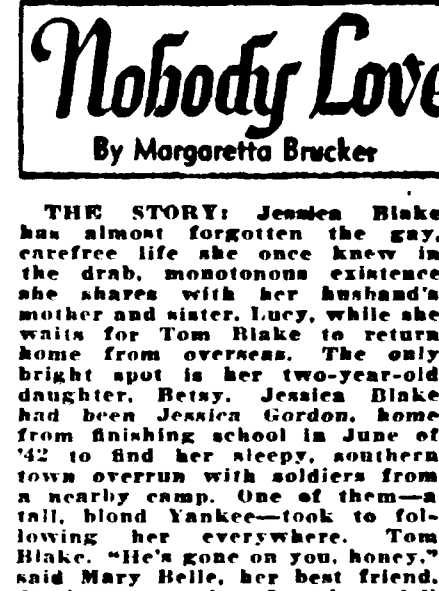 Nobody Love
By Margaretta Brucker
THE STORY: Jessica Blake
has almost forgotten the gay,
carefree life she once knew in
the drab, monotonous existence
she shares with her husband's
mother and sister, Lucy, while she
waits for Tom Blake to return
home from overseas. The only
bright spot is her two-year-old
daughter, Betsy. Jessica Blake
had been Jessica Gordon, home
from finishing school in June of
'42 to find her sleepy, southern
town overrun with soldiers from
a nearby camp. One of them—a
tall, blond Yankee—took to fol-
lowing her everywhere. Tom
Blake. "He's gone on you, honey,"
said Mary Belle, her best friend.